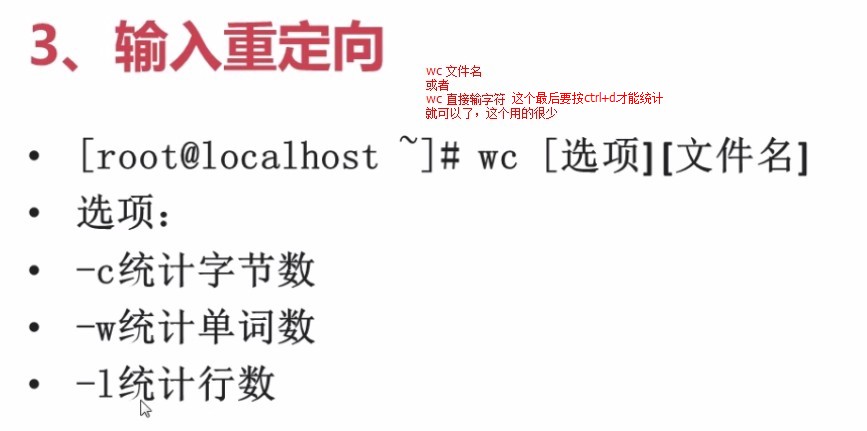 3、输入重定向
wc 文件名
或者
wc 直接输字符 这个最后要按ctrl+d才能统计
就可以了，这个用的很少
• [root@localhost ~]# wc [选项][文件名]
• 选项：
• -c统计字节数
• -w统计单词数
• -l统计行数